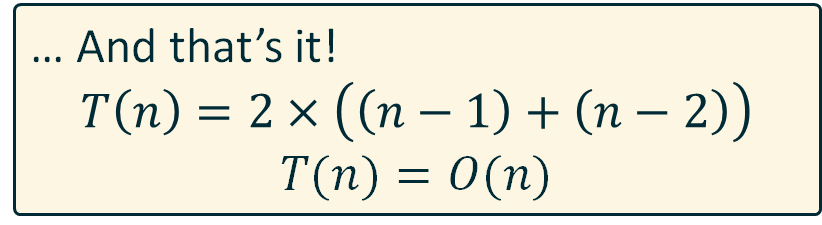 ... And that's it!
T(n) = 2 × ((n − 1) + (n − 2))
T(n) = O(n)